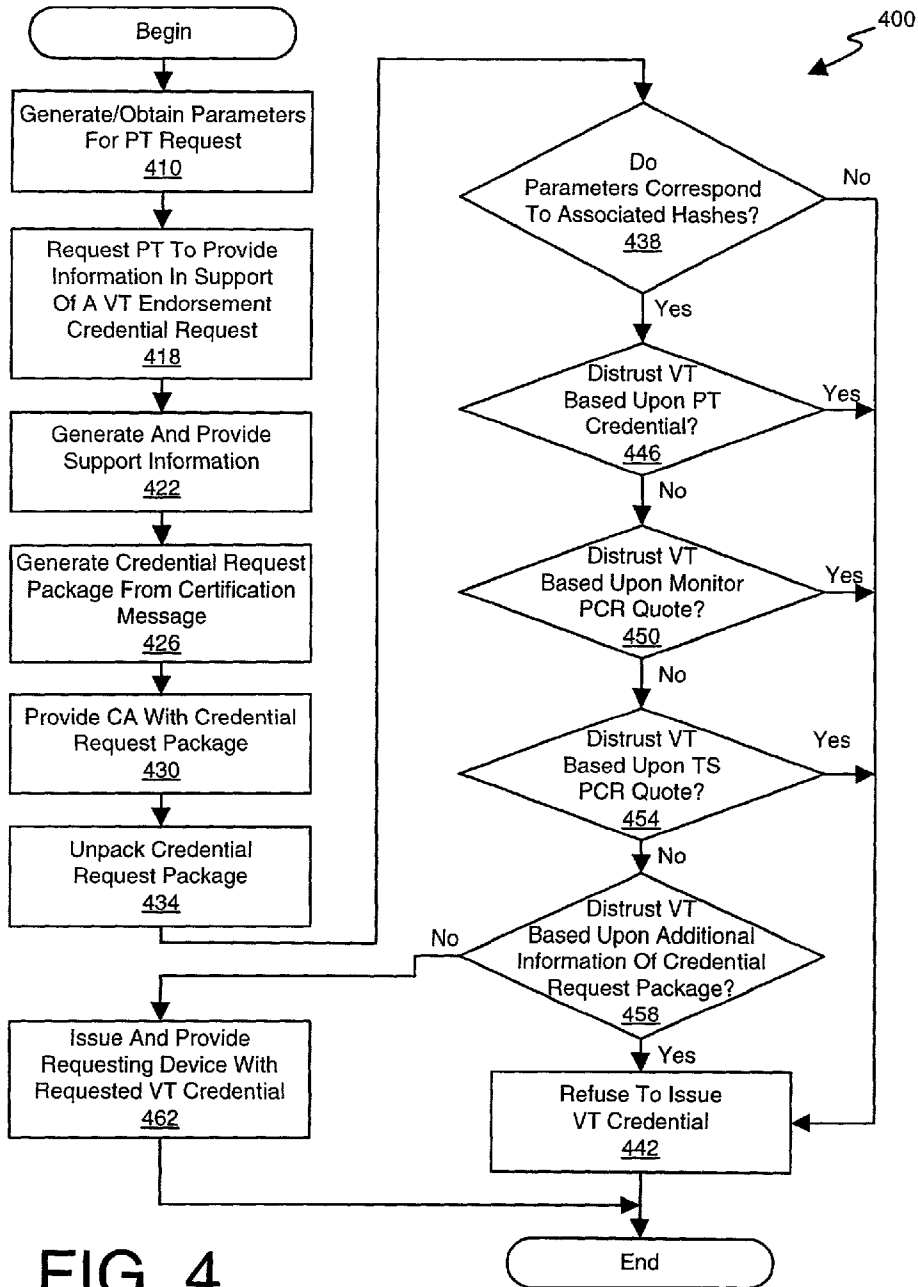 400
Begin
Generate/Obtain Parameters
For PT Request
410
Request PT To Provide
Information In Support
Of A VT Endorsement
Credential Request
418
Generate And Provide
Support Information
422
Generate Credential Request
Package From Certification
Message
426
Provide CA With Credential
Request Package
430
Unpack Credential
Request Package
434
Do
Parameters Correspond
To Associated Hashes?
438
No
Yes
Distrust VT
Based Upon PT
Credential?
446
Yes
No
Distrust VT
Based Upon Monitor
PCR Quote?
450
Yes
No
Distrust VT
Based Upon TS
PCR Quote?
454
Yes
No
Distrust VT
Based Upon Additional
Information Of Credential
Request Package?
458
No
Yes
Issue And Provide
Requesting Device With
Requested VT Credential
462
Refuse To Issue
VT Credential
442
End
FIG. 4